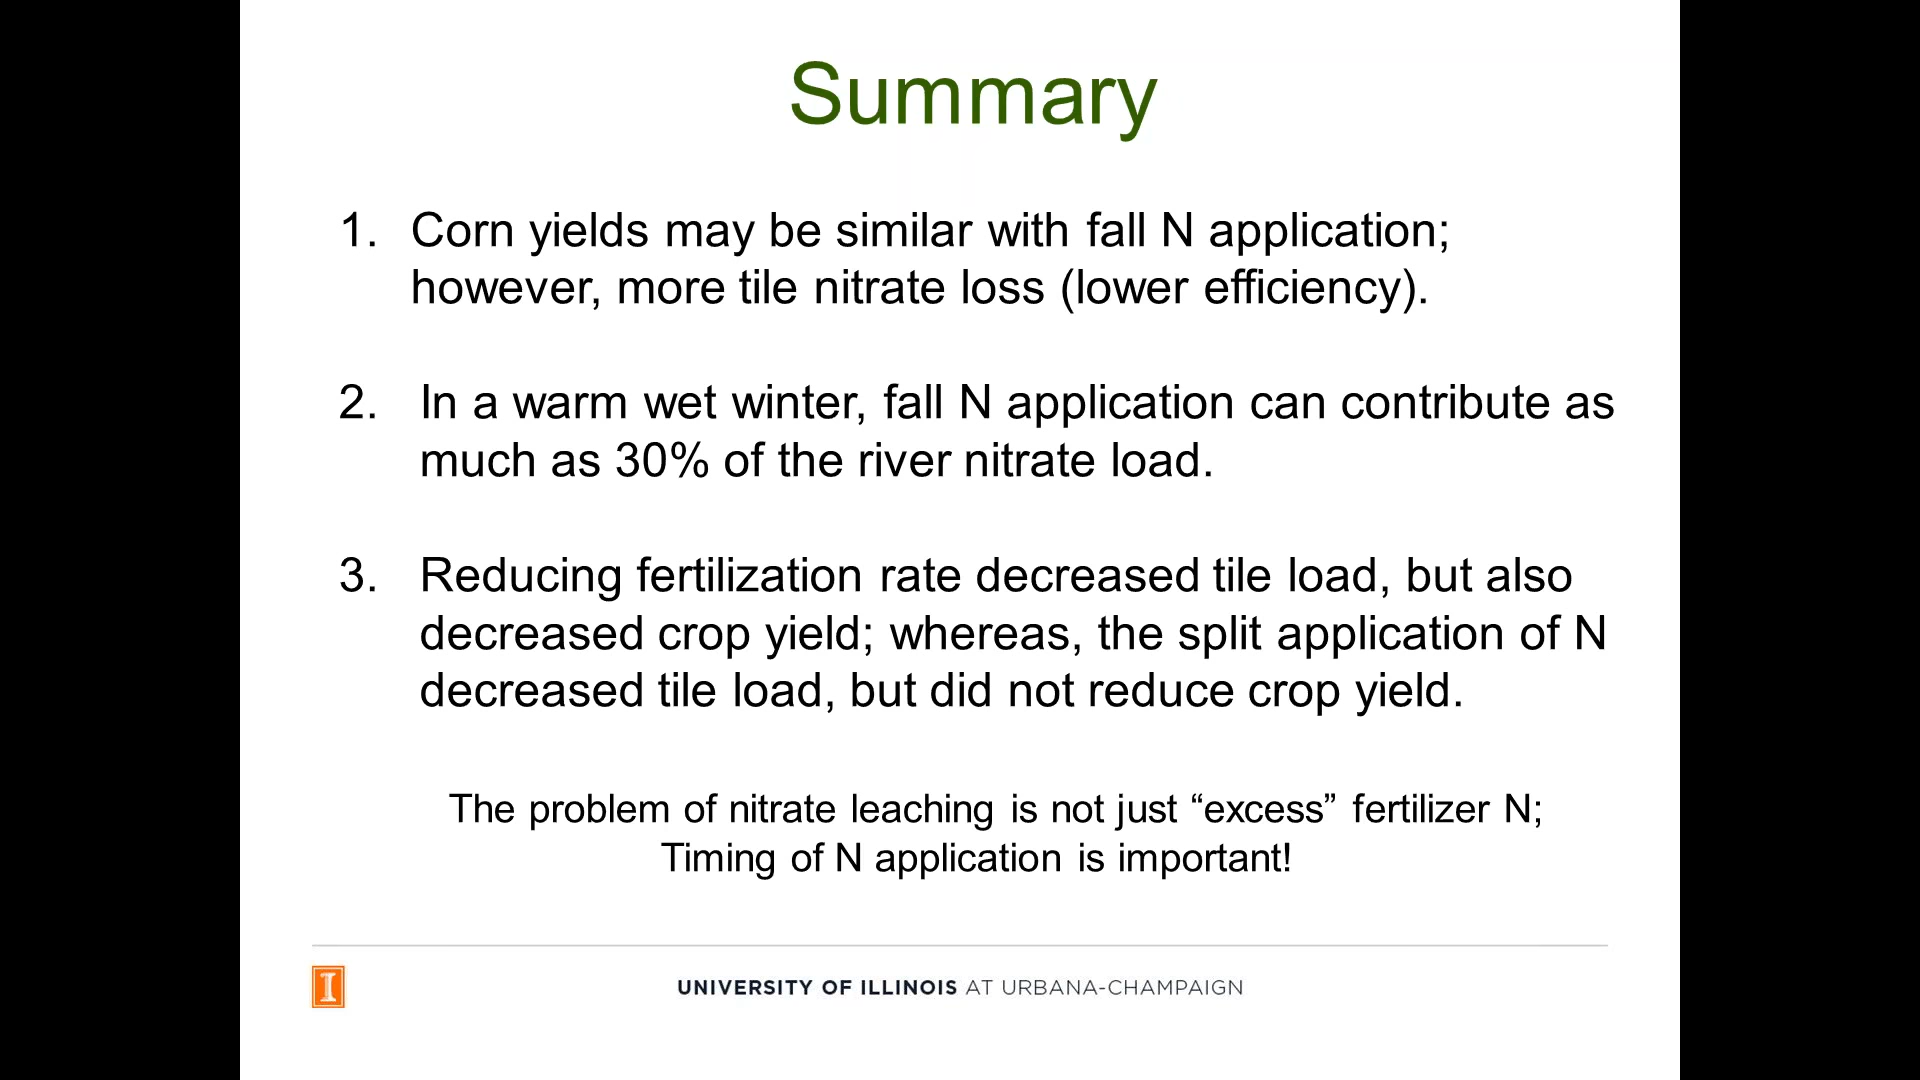 Summary
1. Corn yields may be similar with fall N application;
however, more tile nitrate loss (lower efficiency).
2. In a warm wet winter, fall N application can contribute as
much as 30% of the river nitrate load.
3. Reducing fertilization rate decreased tile load, but also
decreased crop yield; whereas, the split application of N
decreased tile load, but did not reduce crop yield.
The problem of nitrate leaching is not just “excess” fertilizer N;
Timing of N application is important!
I
UNIVERSITY OF ILLINOIS AT URBANA-CHAMPAIGN